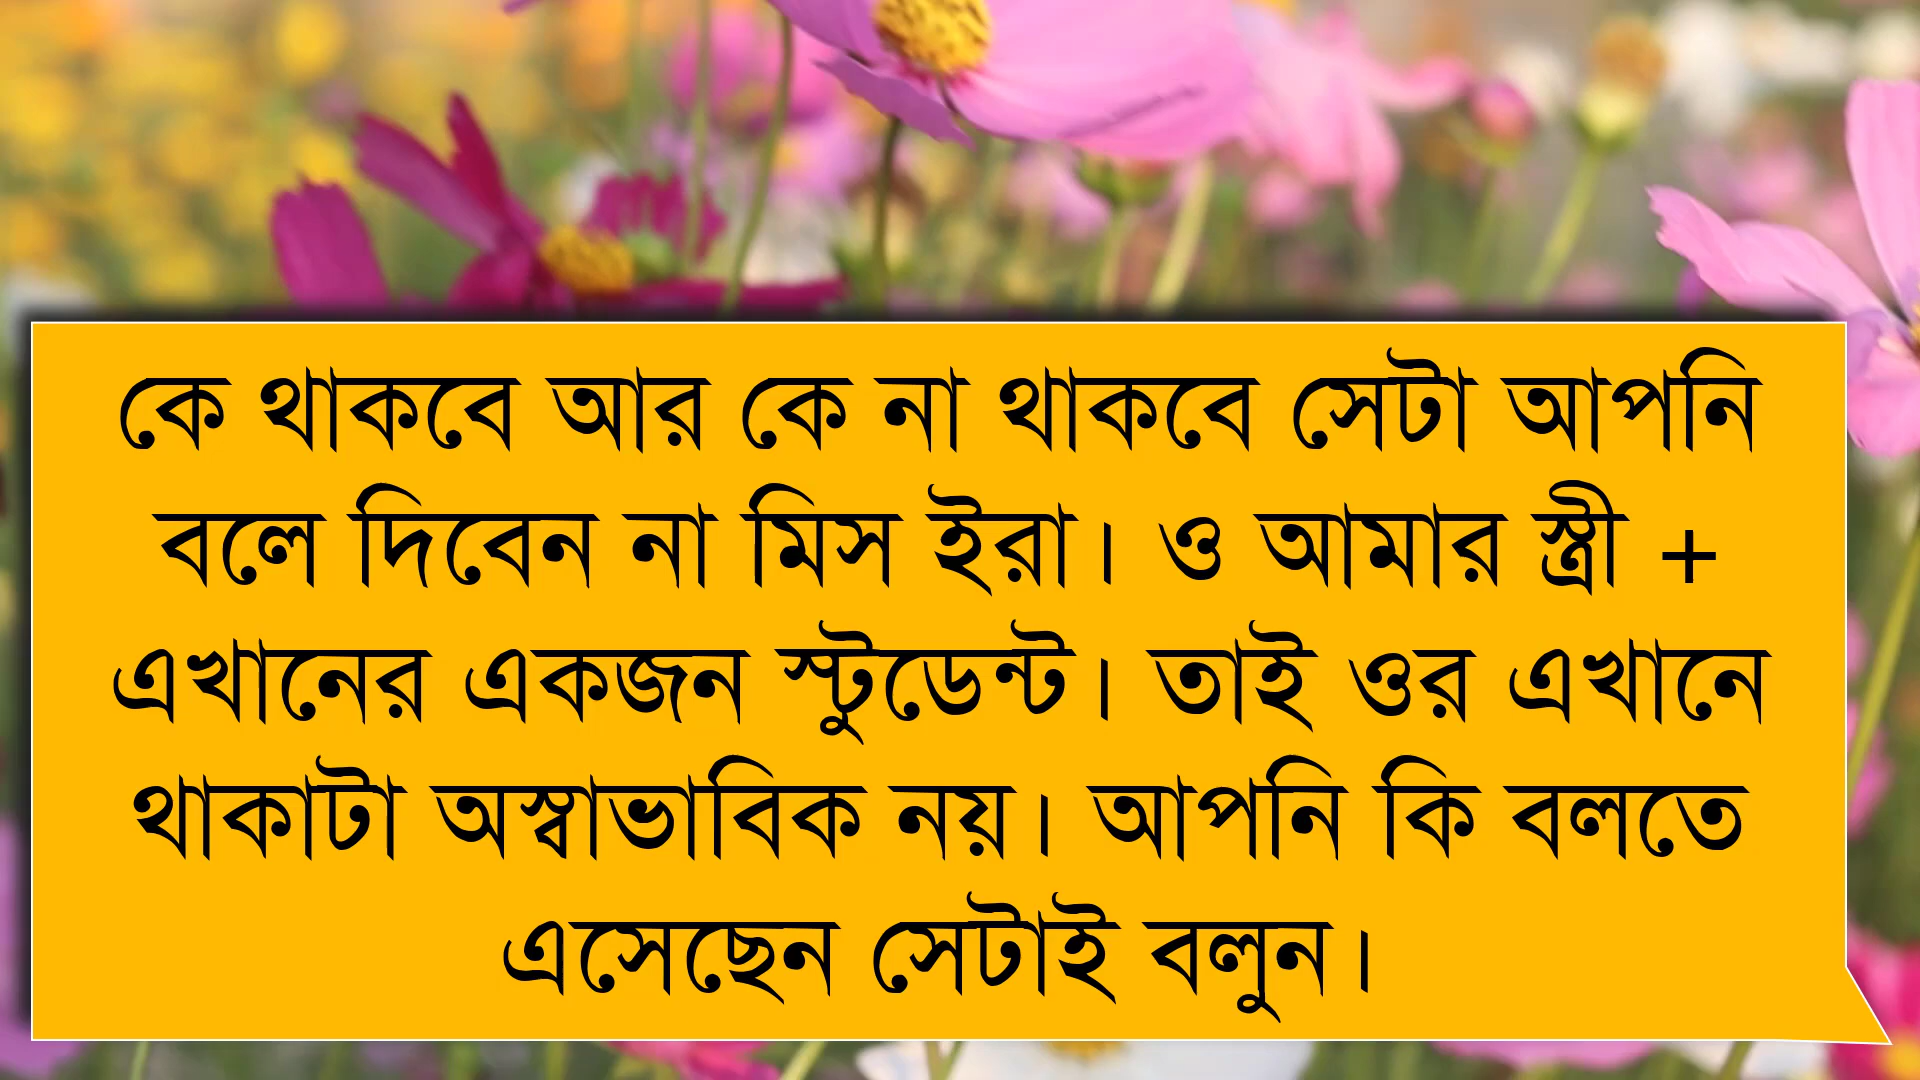 কে থাকবে আর কে না থাকবে সেটা আপনি
বলে দিবেন না মিস ইরা। ও আমার স্ত্রী +
এখানের একজন স্টুডেন্ট। তাই ওর এখানে
থাকাটা অস্বাভাবিক নয়। আপনি কি বলতে
এসেছেন সেটাই বলুন।